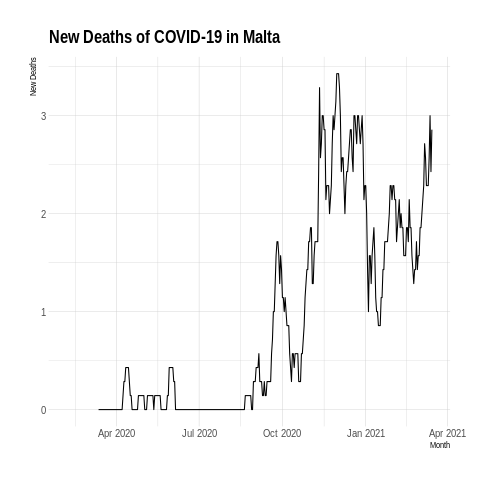 New Deaths of COVID-19 in Malta
New Deaths
3
2
1
0
Apr 2020 Jul 2020 Oct 2020 Jan 2021 Apr 2021
Month